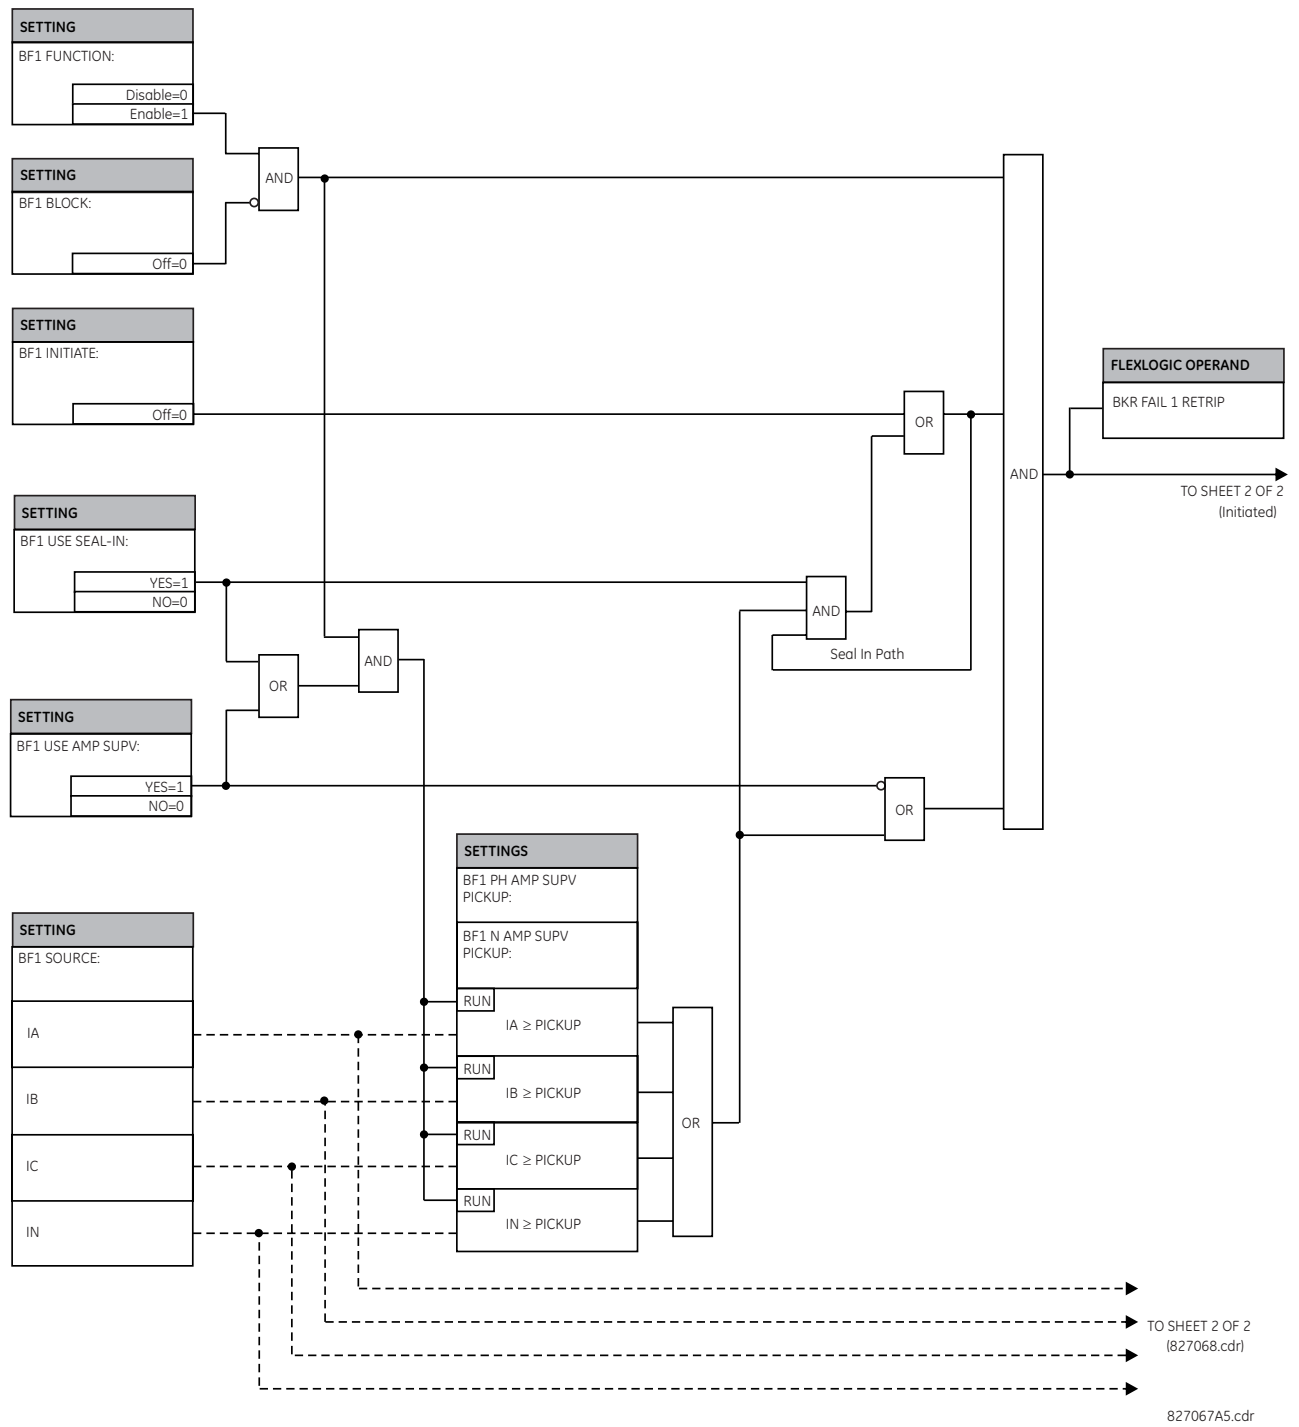 SETTING
BF1 FUNCTION:
Disable=0
Enable=1
AND
SETTING
BF1 BLOCK:
Off=0
SETTING
BF1 INITIATE:
Off=0
OR
FLEXLOGIC OPERAND
BKR FAIL 1 RETRIP
AND
TO SHEET 2 OF 2
(Initiated)
SETTING
BF1 USE SEAL-IN:
YES=1
NO=0
AND
Seal In Path
OR
AND
SETTING
BF1 USE AMP SUPV:
YES=1
NO=0
OR
SETTINGS
BF1 PH AMP SUPV
PICKUP:
BF1 N AMP SUPV
PICKUP:
SETTING
BF1 SOURCE:
IA
IB
IC
IN
RUN
IA ≥ PICKUP
RUN
IB ≥ PICKUP
RUN
IC ≥ PICKUP
RUN
IN ≥ PICKUP
OR
TO SHEET 2 OF 2
(827068.cdr)
827067A5.cdr